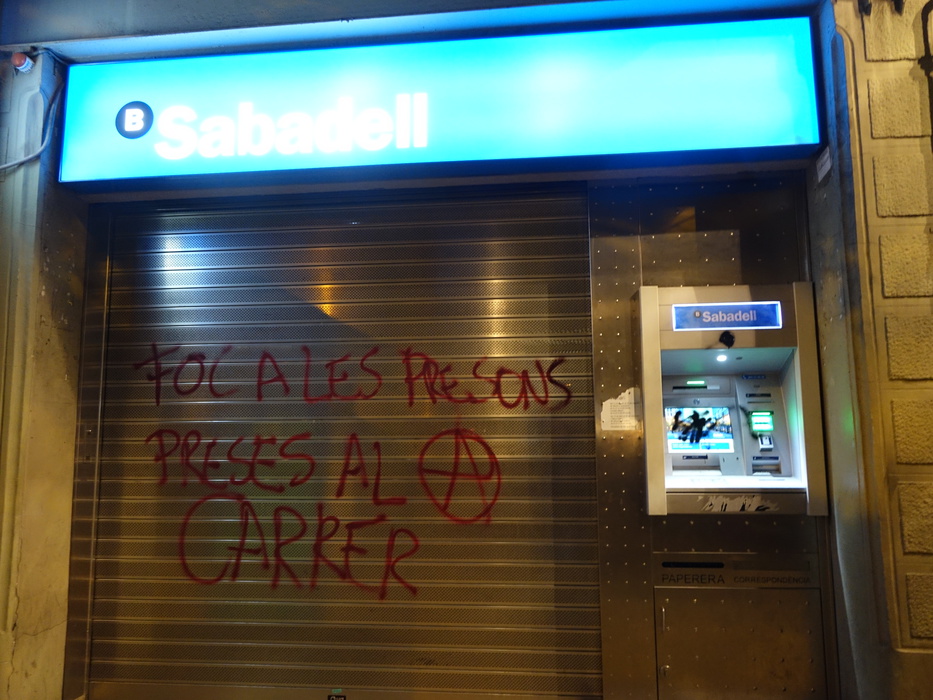 B Sabadell
B Sabadell
FOC A LES PRESONS
PRESES AL A
CARRER
PAPERERA CORRESPONDENCIA